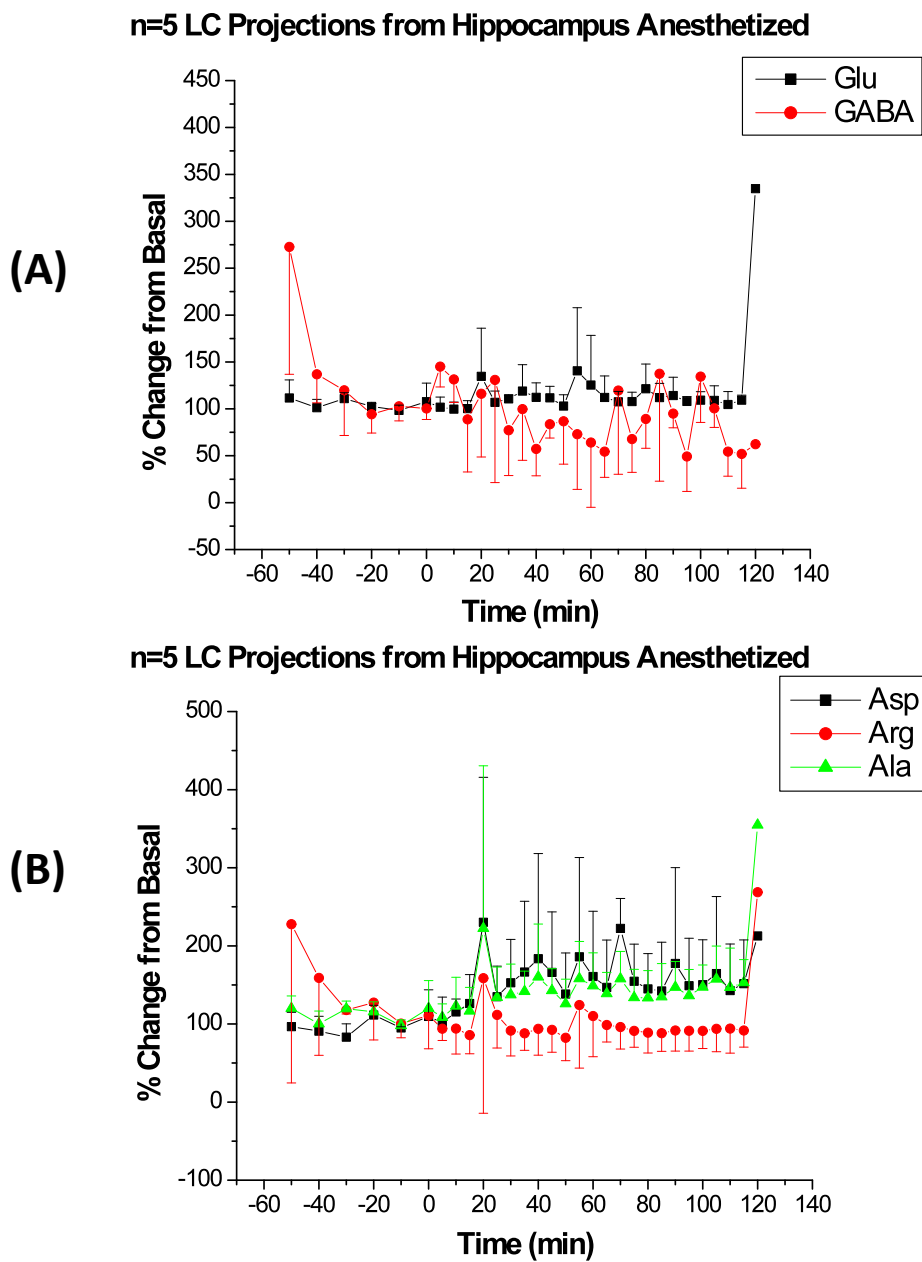 n=5 LC Projections from Hippocampus Anesthetized
450
400
350
300
250
200
150
100
50
0
-50
-60 -40 -20 0 20 40 60 80 100 120 140
% Change from Basal
Time (min)
Glu
GABA
(A)
n=5 LC Projections from Hippocampus Anesthetized
500
400
300
200
100
0
-100
-60 -40 -20 0 20 40 60 80 100 120 140
% Change from Basal
Time (min)
Asp
Arg
Ala
(B)